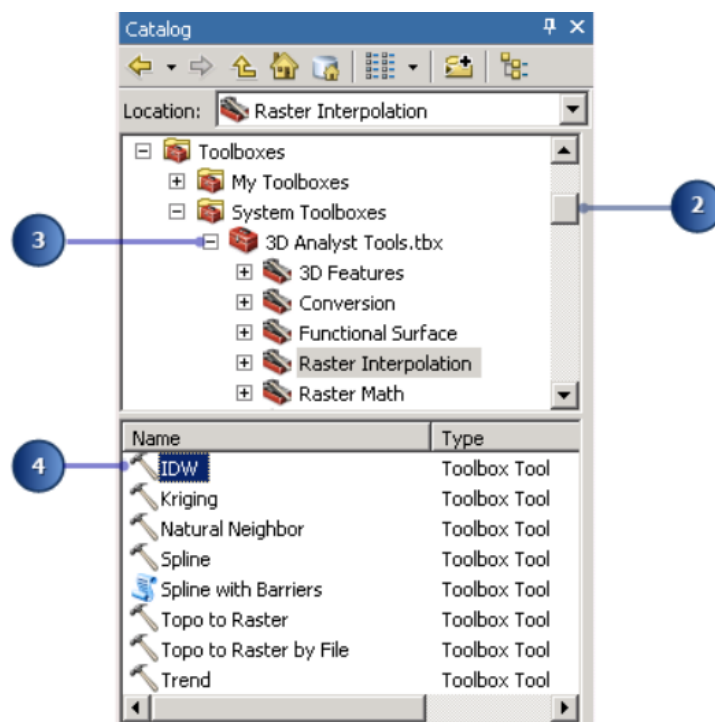 Catalog
Location: Raster Interpolation
Toolboxes
My Toolboxes
System Toolboxes
2
3
3D Analyst Tools.tbx
3D Features
Conversion
Functional Surface
Raster Interpolation
Raster Math
Name Type
4
IDW Toolbox Tool
Kriging Toolbox Tool
Natural Neighbor Toolbox Tool
Spline Toolbox Tool
Spline with Barriers Toolbox Tool
Topo to Raster Toolbox Tool
Topo to Raster by File Toolbox Tool
Trend Toolbox Tool